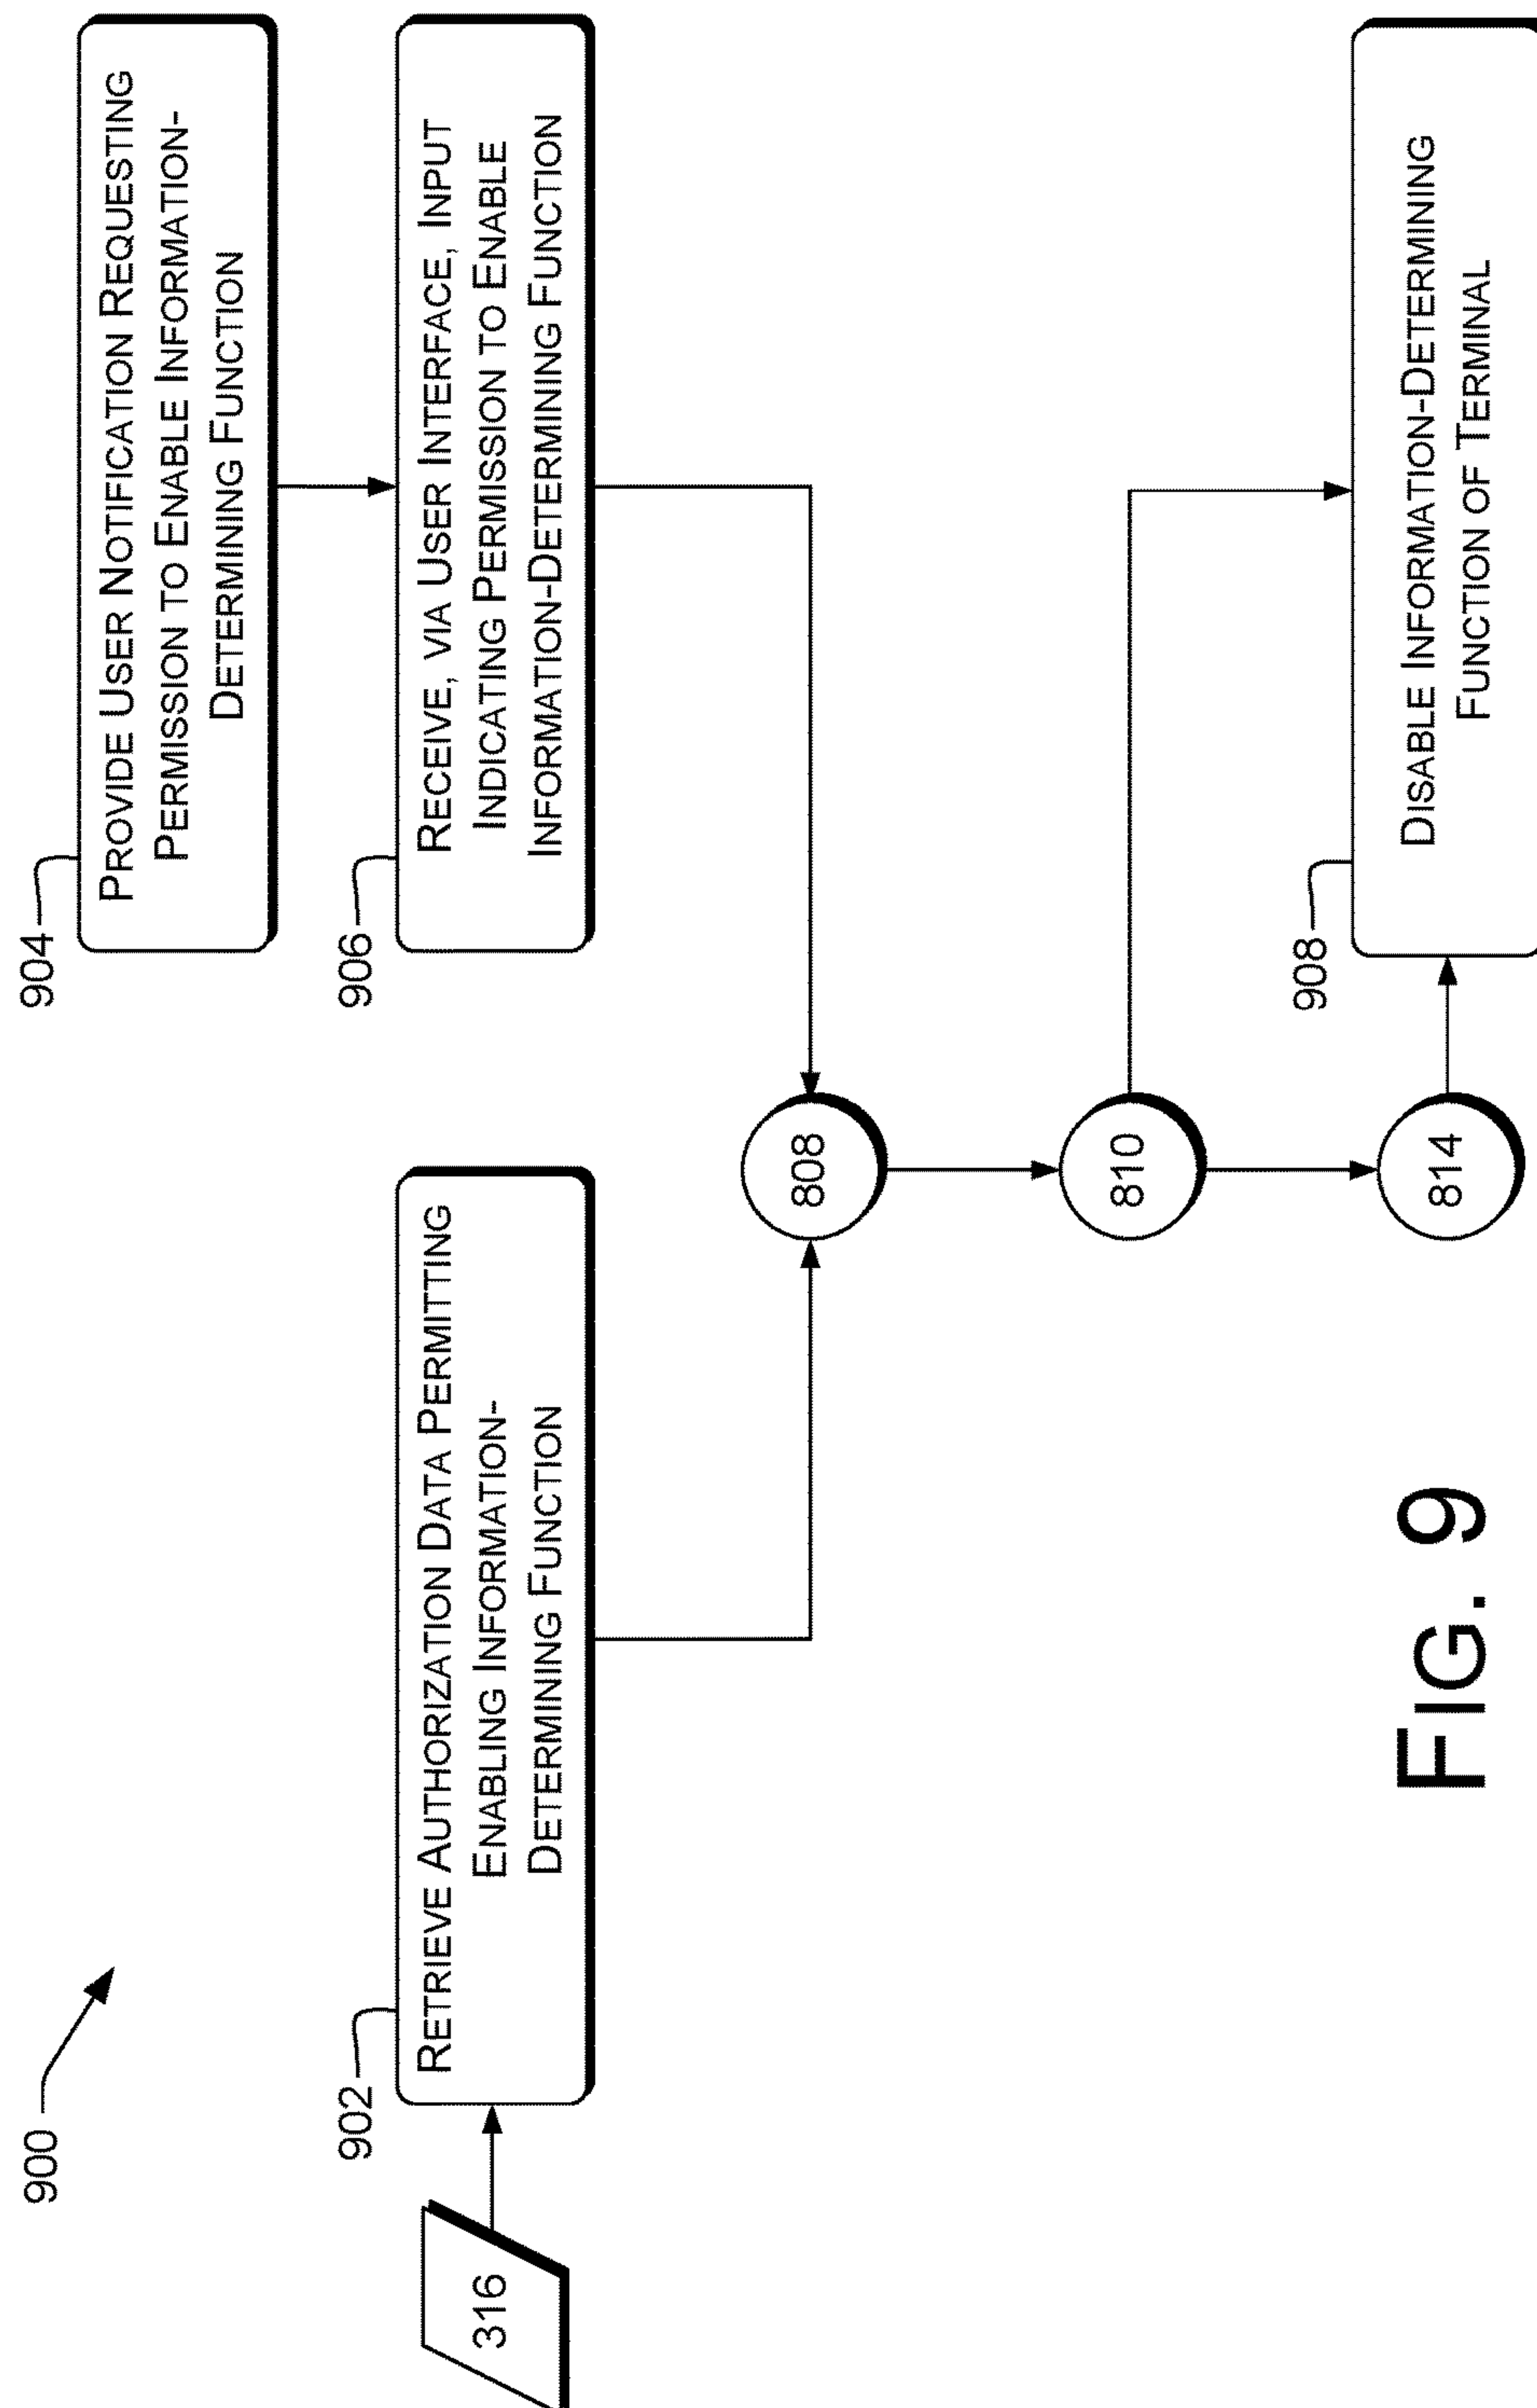 900
904
PROVIDE USER NOTIFICATION REQUESTING
PERMISSION TO ENABLE INFORMATION-
DETERMINING FUNCTION
316
902
RETRIEVE AUTHORIZATION DATA PERMITTING
ENABLING INFORMATION-
DETERMINING FUNCTION
906
RECEIVE, VIA USER INTERFACE, INPUT
INDICATING PERMISSION TO ENABLE
INFORMATION-DETERMINING FUNCTION
808
810
814
908
DISABLE INFORMATION-DETERMINING
FUNCTION OF TERMINAL
FIG. 9